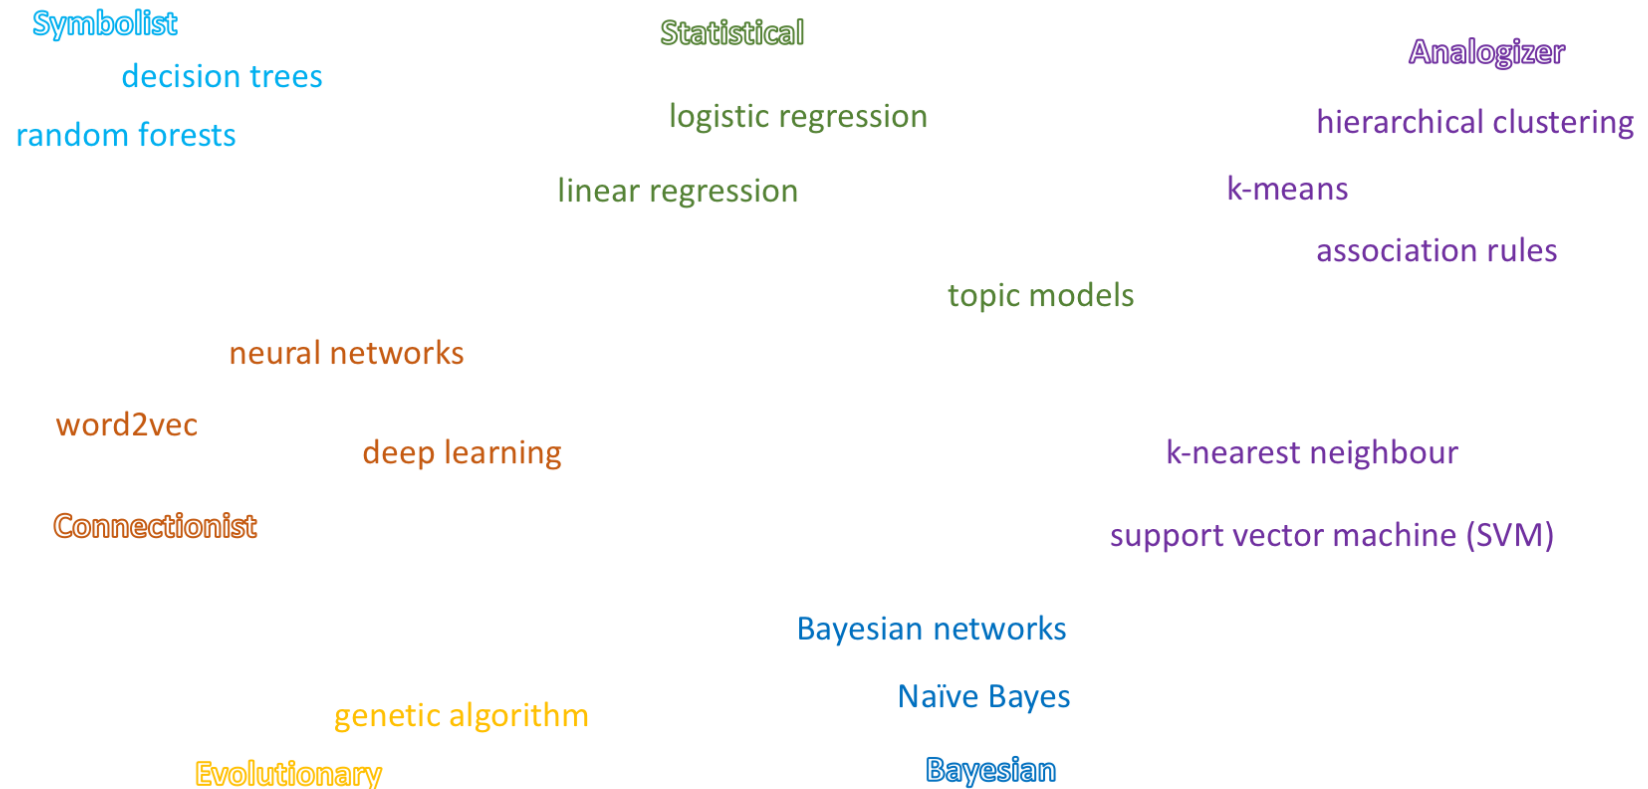 Symbolist
decision trees
random forests
Statistical
logistic regression
linear regression
topic models
Analogizer
hierarchical clustering
k-means
association rules
k-nearest neighbour
support vector machine (SVM)
neural networks
word2vec
deep learning
Connectionist
Bayesian networks
Naïve Bayes
Bayesian
genetic algorithm
Evolutionary